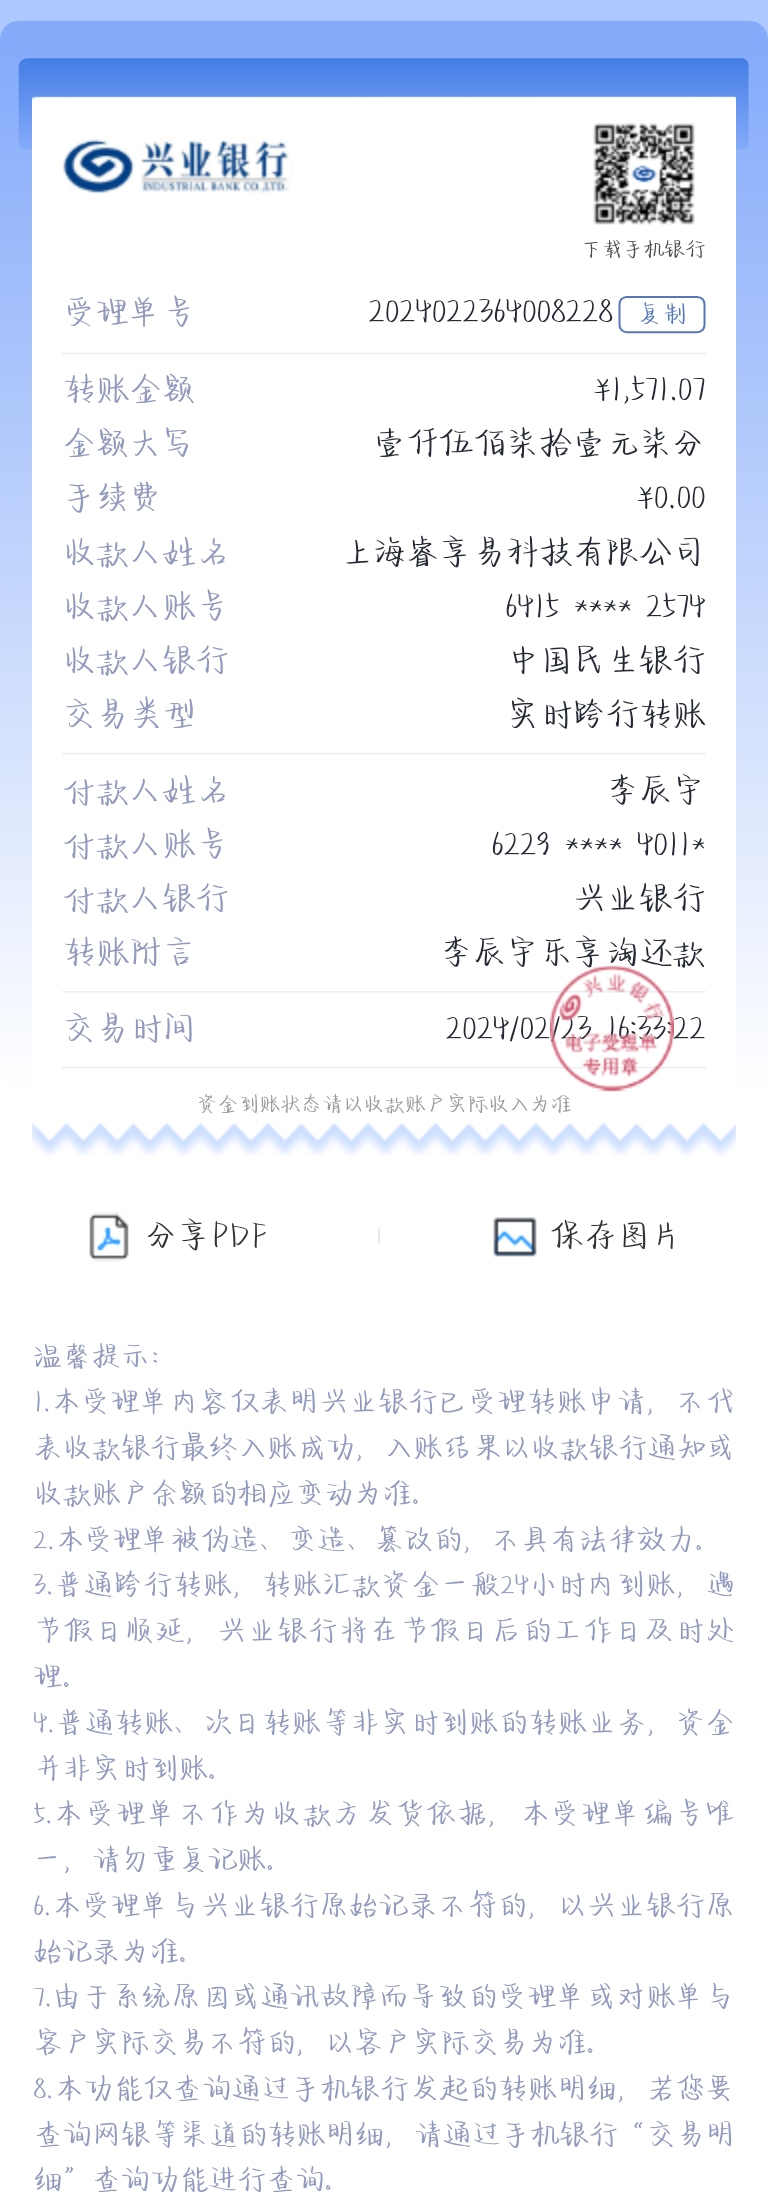 兴业银行
INDUSTRIAL BANK CO.,LTD.
下载手机银行
受理单号 2024022364008228 复制
转账金额 ¥1,571.07
金额大写 壹仟伍佰柒拾壹元柒分
手续费 ¥0.00
收款人姓名 上海睿享易科技有限公司
收款人账号 6415 **** 2574
收款人银行 中国民生银行
交易类型 实时跨行转账
付款人姓名 李辰宇
付款人账号 6223 **** 4011*
付款人银行 兴业银行
转账附言 李辰宇乐享淘还款
交易时间 2024/02/23 16:33:22
兴业银行
电子受理单
专用章
资金到账状态请以收款账户实际收入为准
分享PDF 保存图片
温馨提示:
1.本受理单内容仅表明兴业银行已受理转账申请，不代
表收款银行最终入账成功，入账结果以收款银行通知或
收款账户余额的相应变动为准。
2.本受理单被伪造、变造、篡改的，不具有法律效力。
3.普通跨行转账，转账汇款资金一般24小时内到账，遇
节假日顺延，兴业银行将在节假日后的工作日及时处
理。
4.普通转账、次日转账等非实时到账的转账业务，资金
并非实时到账。
5.本受理单不作为收款方发货依据，本受理单编号唯
一，请勿重复记账。
6.本受理单与兴业银行原始记录不符的，以兴业银行原
始记录为准。
7.由于系统原因或通讯故障而导致的受理单或对账单与
客户实际交易不符的，以客户实际交易为准。
8.本功能仅查询通过手机银行发起的转账明细，若您要
查询网银等渠道的转账明细，请通过手机银行“交易明
细”查询功能进行查询。